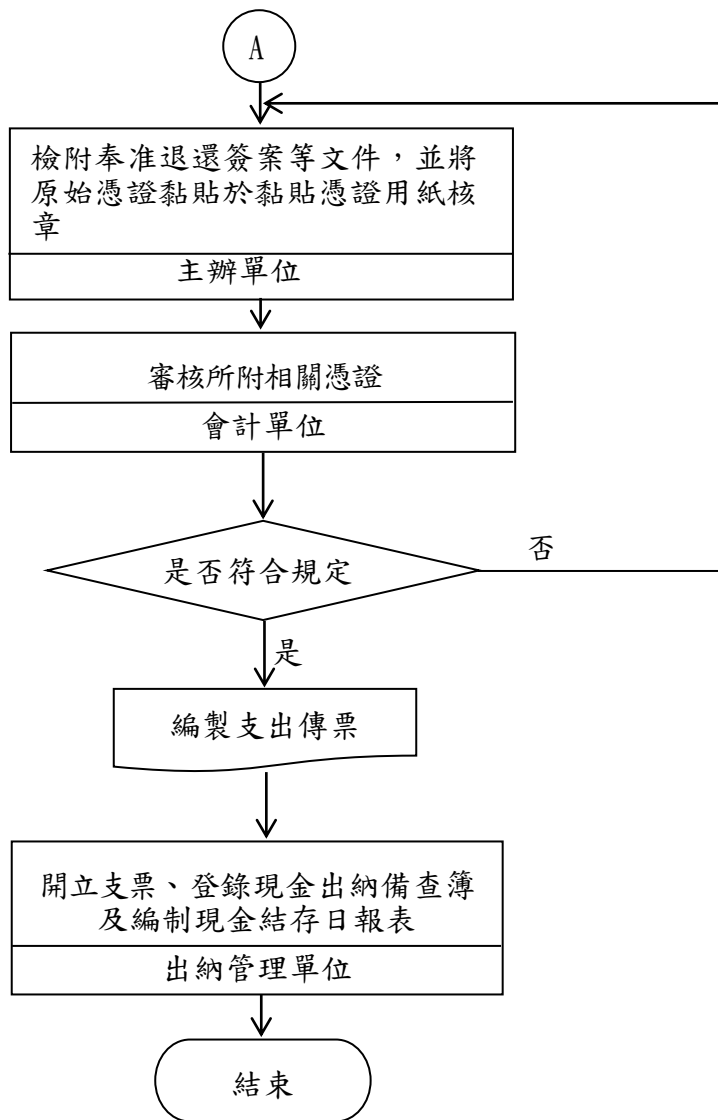 A
檢附奉准退還簽案等文件，並將
原始憑證黏貼於黏貼憑證用紙核
章
主辦單位
審核所附相關憑證
會計單位
是否符合規定
否
是
編製支出傳票
開立支票、登錄現金出納備查簿
及編制現金結存日報表
出納管理單位
結束